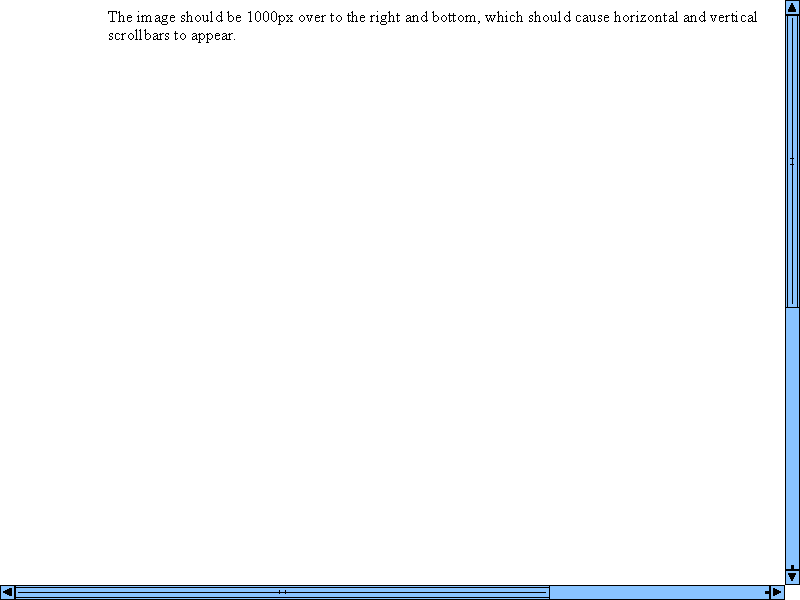 The image should be 1000px over to the right and bottom, which should cause horizontal and vertical
scrollbars to appear.